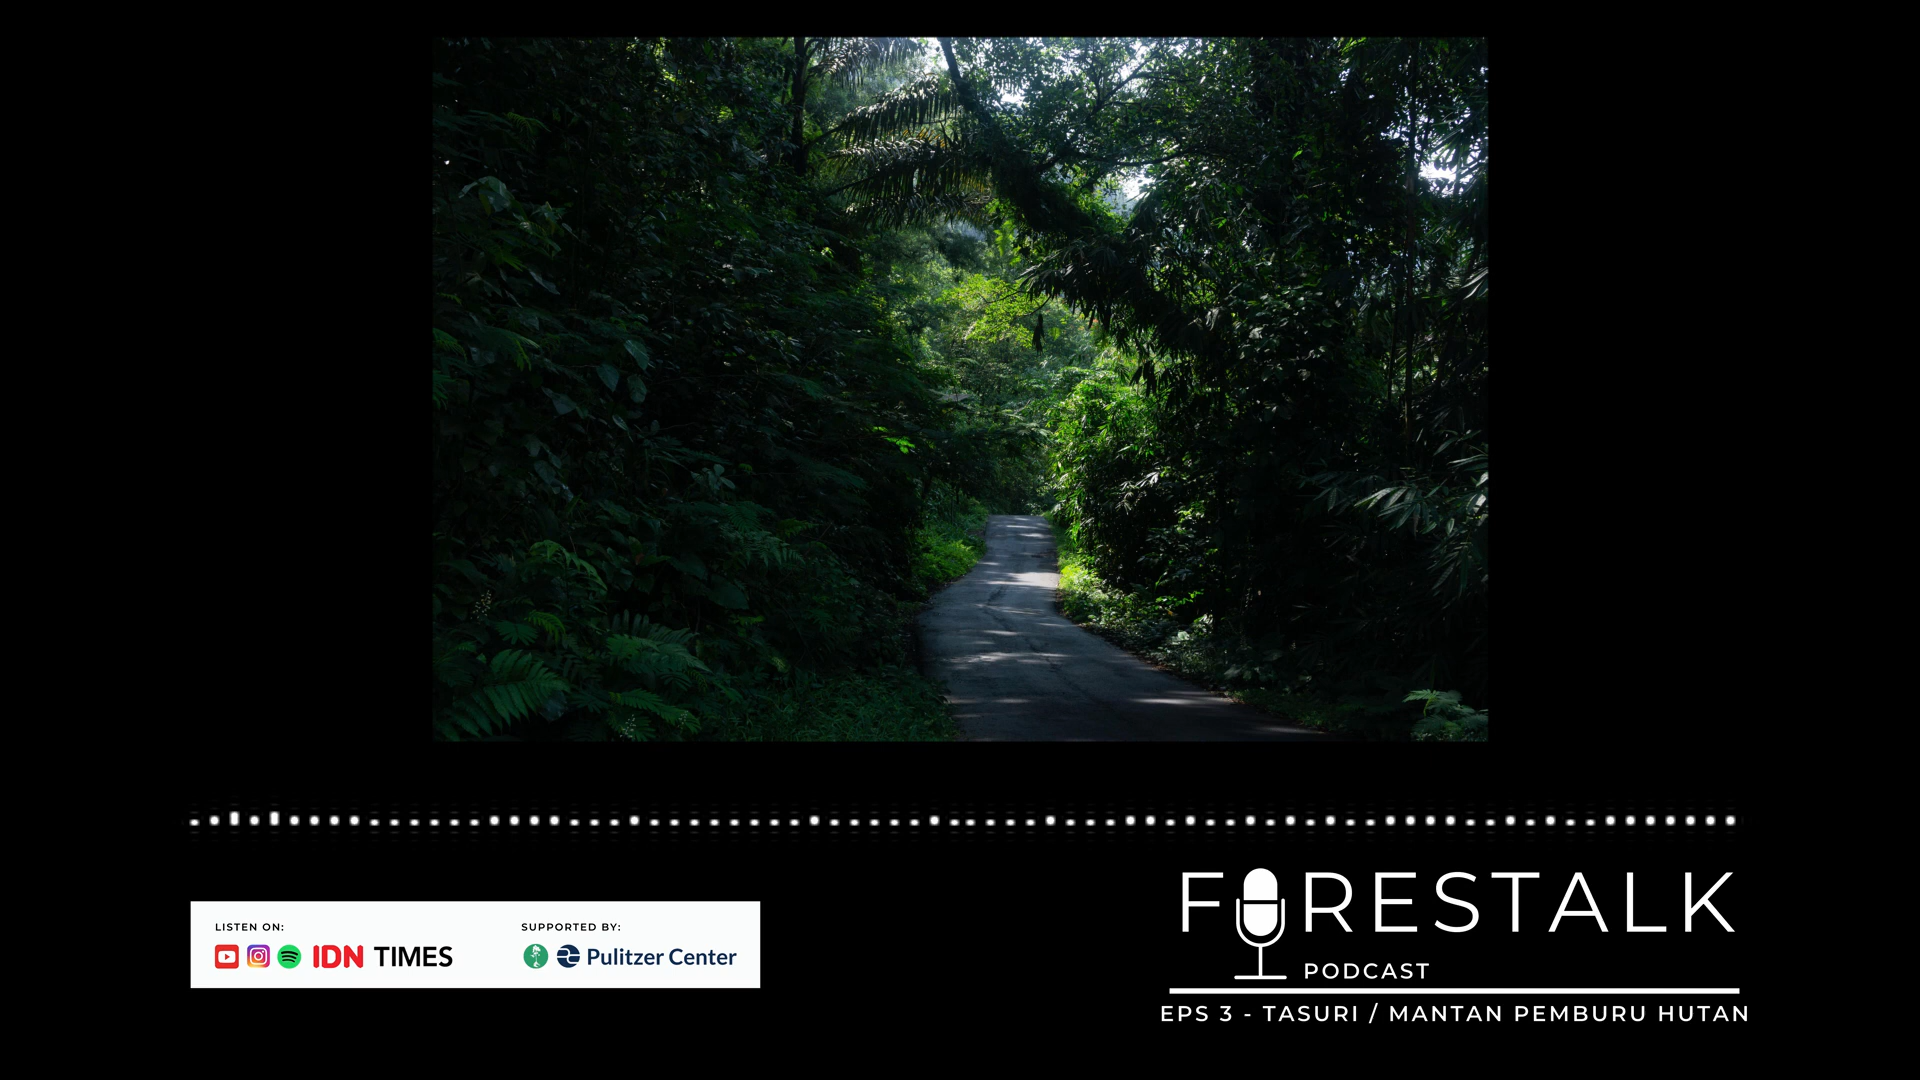 LISTEN ON:
IDN TIMES
SUPPORTED BY:
Pulitzer Center
FORESTALK
PODCAST
EPS 3 - TASURI / MANTAN PEMBURU HUTAN